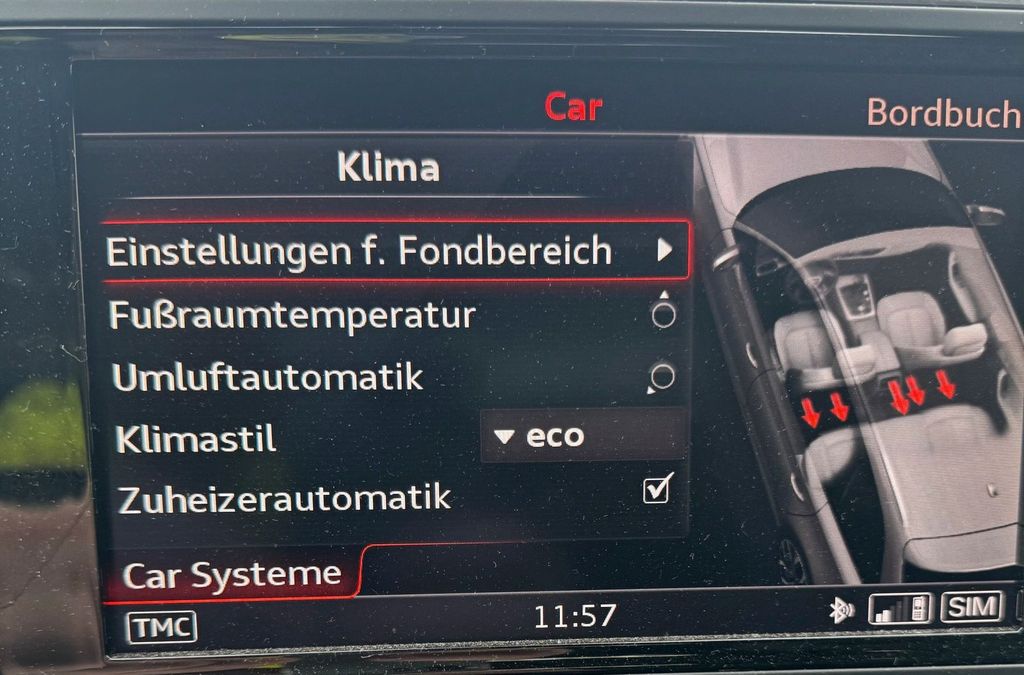 Car
Bordbuch
Klima
Einstellungen f. Fondbereich
Fußraumtemperatur
Umluftautomatik
Klimastil
eco
Zuheizerautomatik
Car Systeme
TMC
11:57
SIM